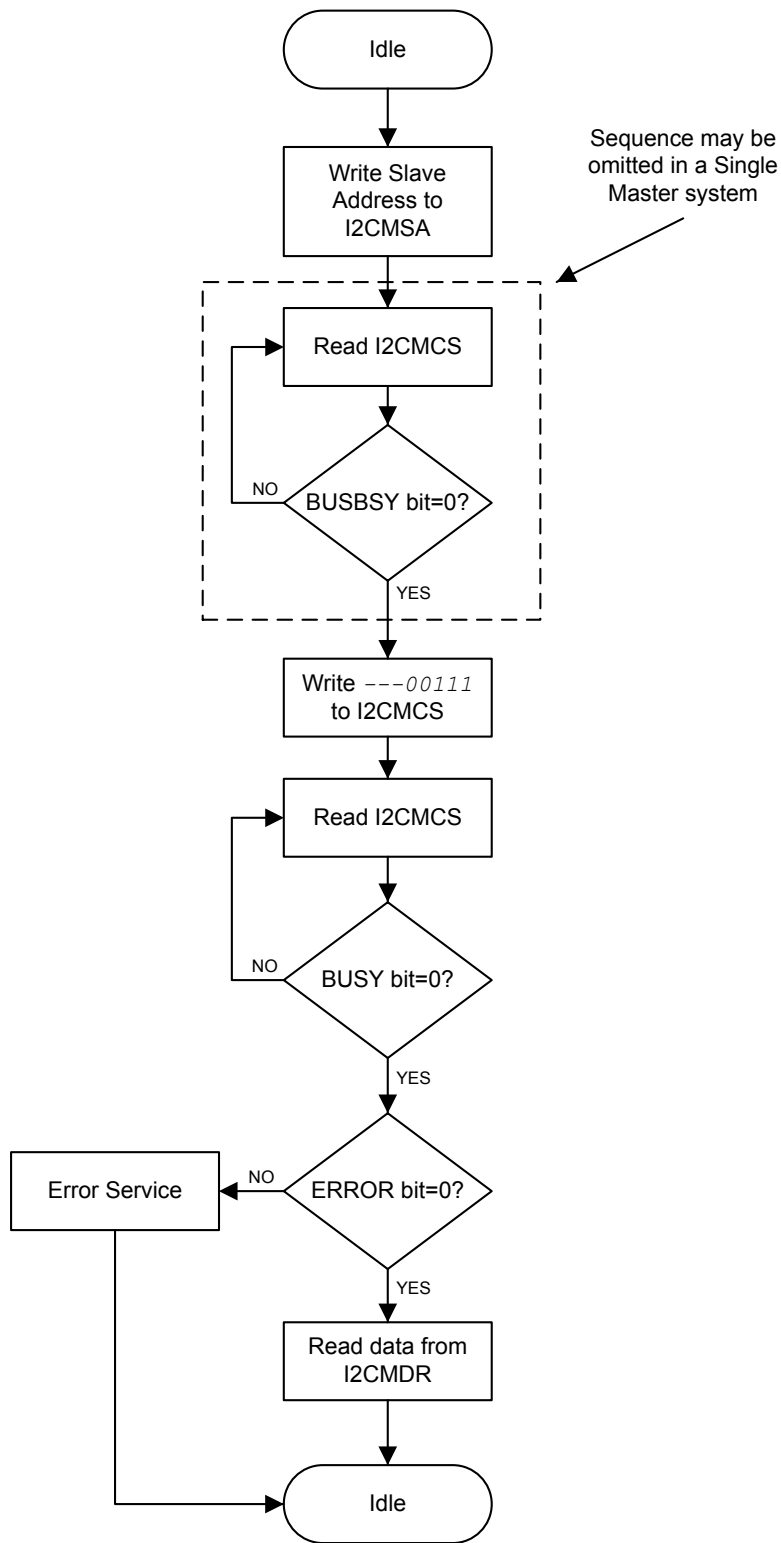 Idle
Write Slave
Address to
I2CMSA
Sequence may be
omitted in a Single
Master system
Read I2CMCS
BUSBSY bit=0?
NO
YES
Write ---00111
to I2CMCS
Read I2CMCS
BUSY bit=0?
NO
YES
ERROR bit=0?
NO
Error Service
YES
Read data from
I2CMDR
Idle